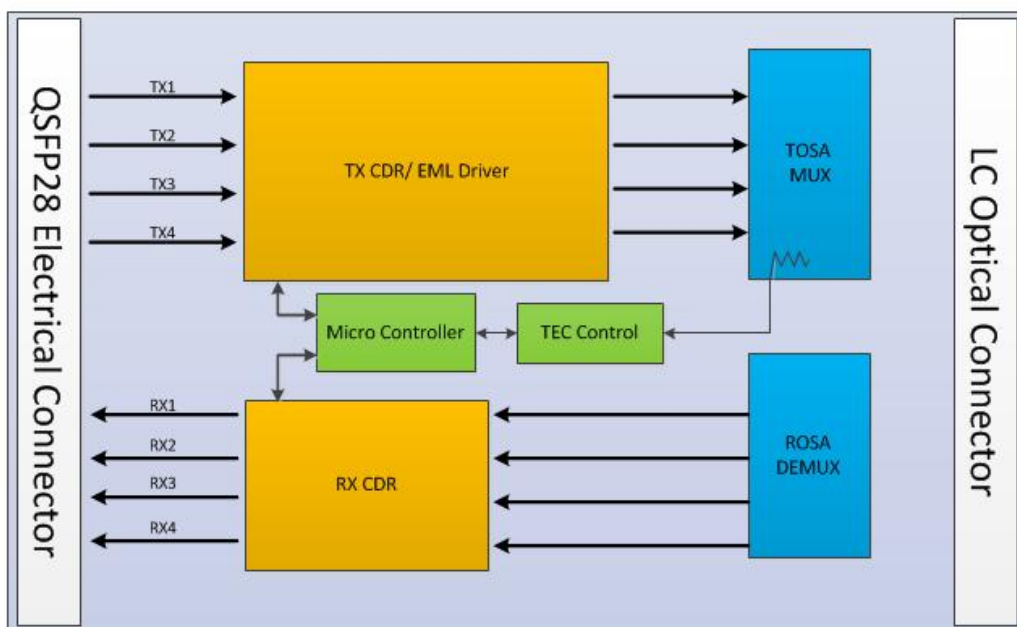 QSFP28 Electrical Connector
TX1
TX2
TX3
TX4
TX CDR/ EML Driver
TOSA
MUX
LC Optical Connector
Micro Controller
TEC Control
RX1
RX2
RX3
RX4
RX CDR
ROSA
DEMUX